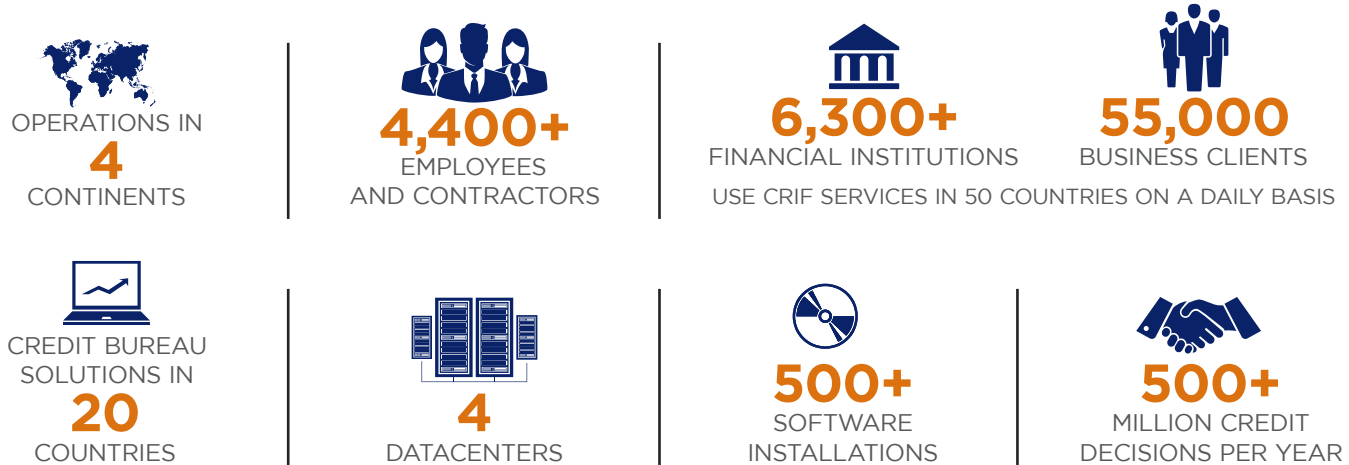 OPERATIONS IN
4
CONTINENTS
4,400+
EMPLOYEES
AND CONTRACTORS
6,300+
FINANCIAL INSTITUTIONS
55,000
BUSINESS CLIENTS
USE CRIF SERVICES IN 50 COUNTRIES ON A DAILY BASIS
CREDIT BUREAU
SOLUTIONS IN
20
COUNTRIES
4
DATACENTERS
500+
SOFTWARE
INSTALLATIONS
500+
MILLION CREDIT
DECISIONS PER YEAR